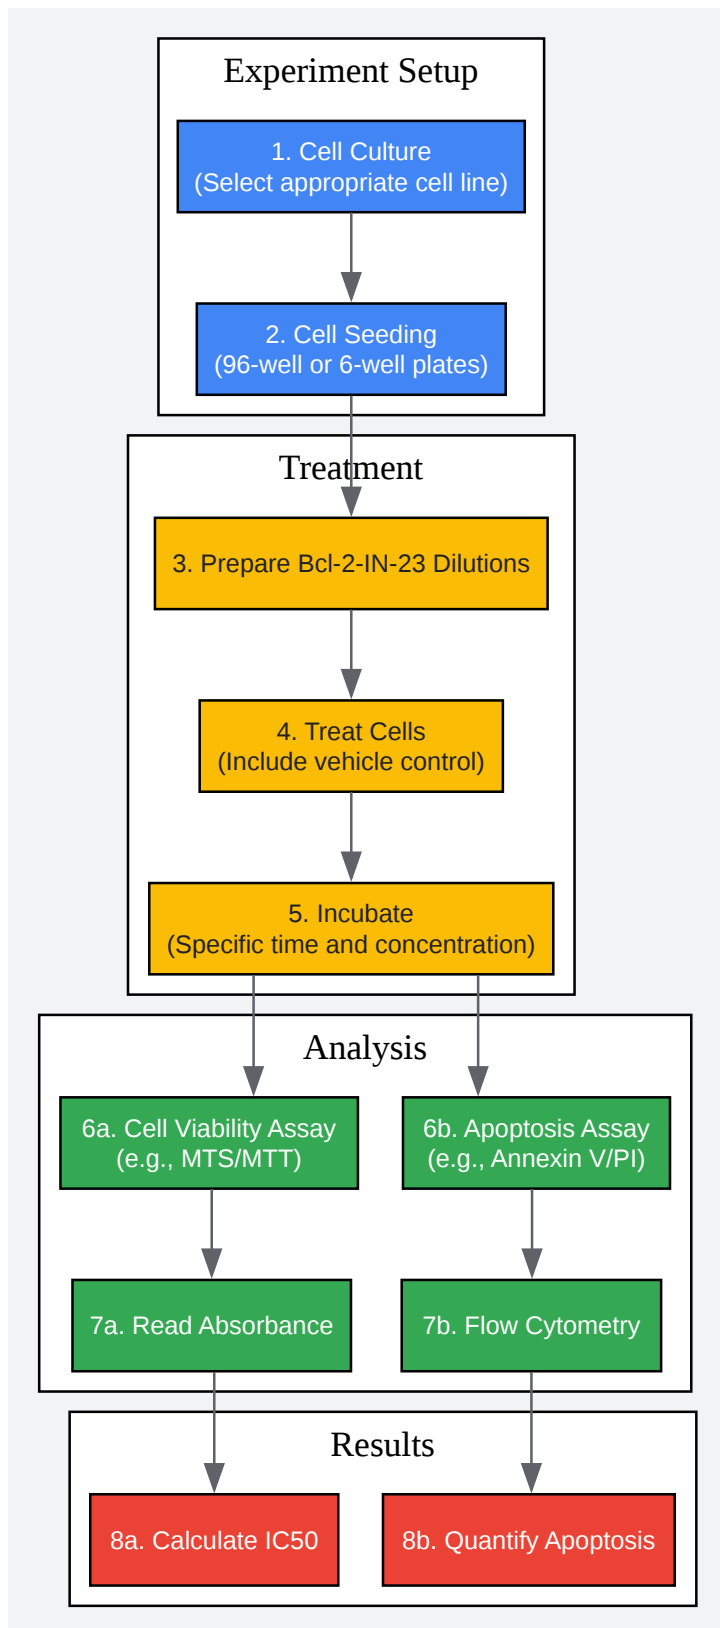 Experiment Setup
1. Cell Culture
(Select appropriate cell line)
2. Cell Seeding
(96-well or 6-well plates)
Treatment
3. Prepare Bcl-2-IN-23 Dilutions
4. Treat Cells
(Include vehicle control)
5. Incubate
(Specific time and concentration)
Analysis
6a. Cell Viability Assay
(e.g., MTS/MTT)
6b. Apoptosis Assay
(e.g., Annexin V/PI)
7a. Read Absorbance
7b. Flow Cytometry
Results
8a. Calculate IC50
8b. Quantify Apoptosis